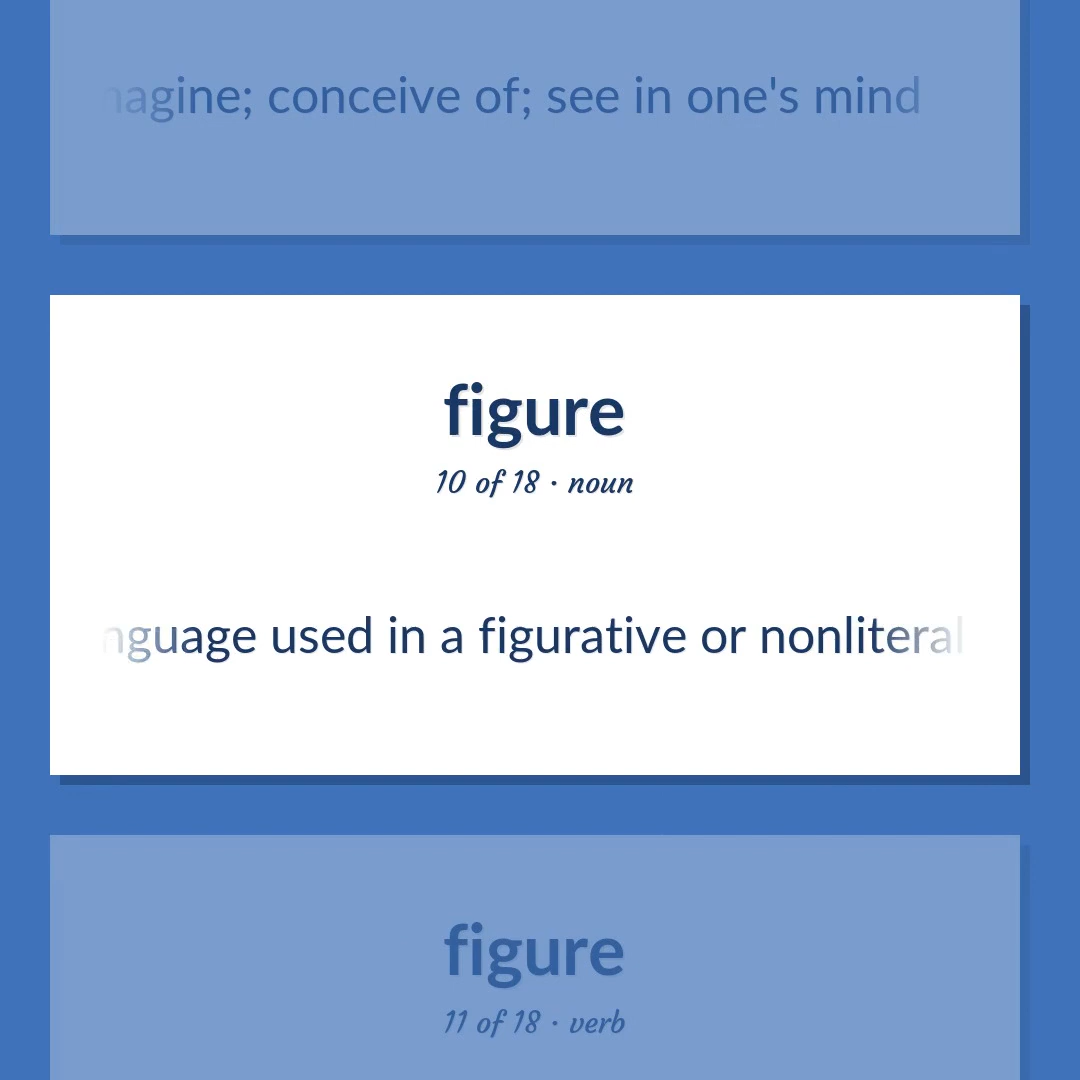 magine; conceive of; see in one's mind
figure
10 of 18 · noun
nguage used in a figurative or nonliteral
figure
11 of 18 · verb